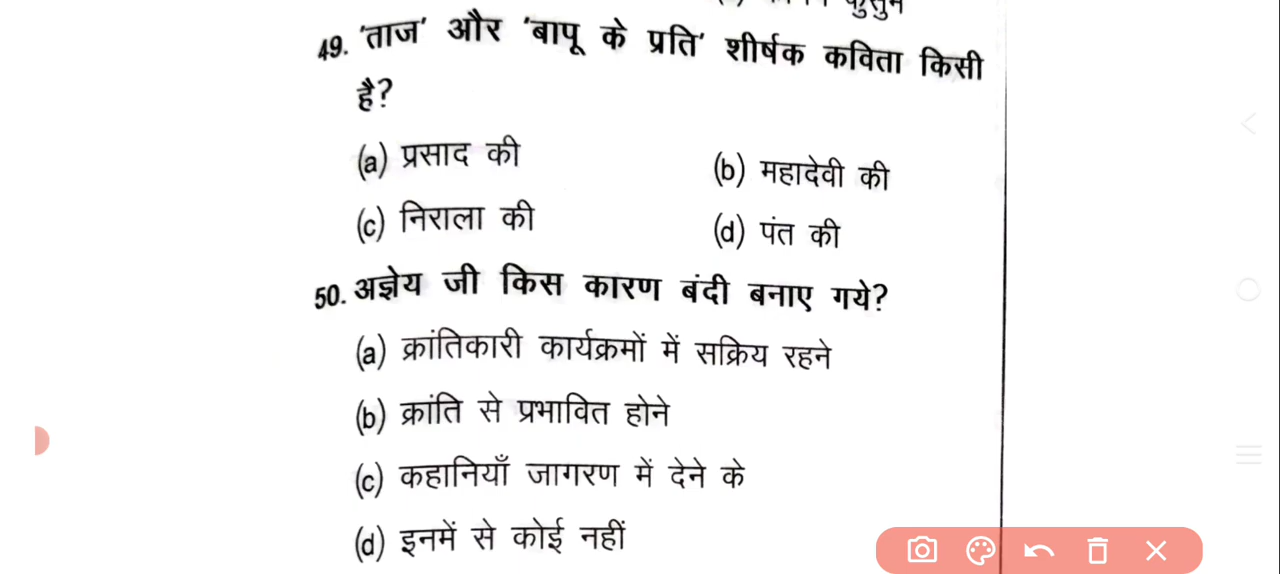 49. 'ताज' और 'बापू के प्रति' शीर्षक कविता किसी
है?
(a) प्रसाद की (b) महादेवी की
(c) निराला की (d) पंत की
50. अज्ञेय जी किस कारण बंदी बनाए गये?
(a) क्रांतिकारी कार्यक्रमों में सक्रिय रहने
(b) क्रांति से प्रभावित होने
(c) कहानियाँ जागरण में देने के
(d) इनमें से कोई नहीं